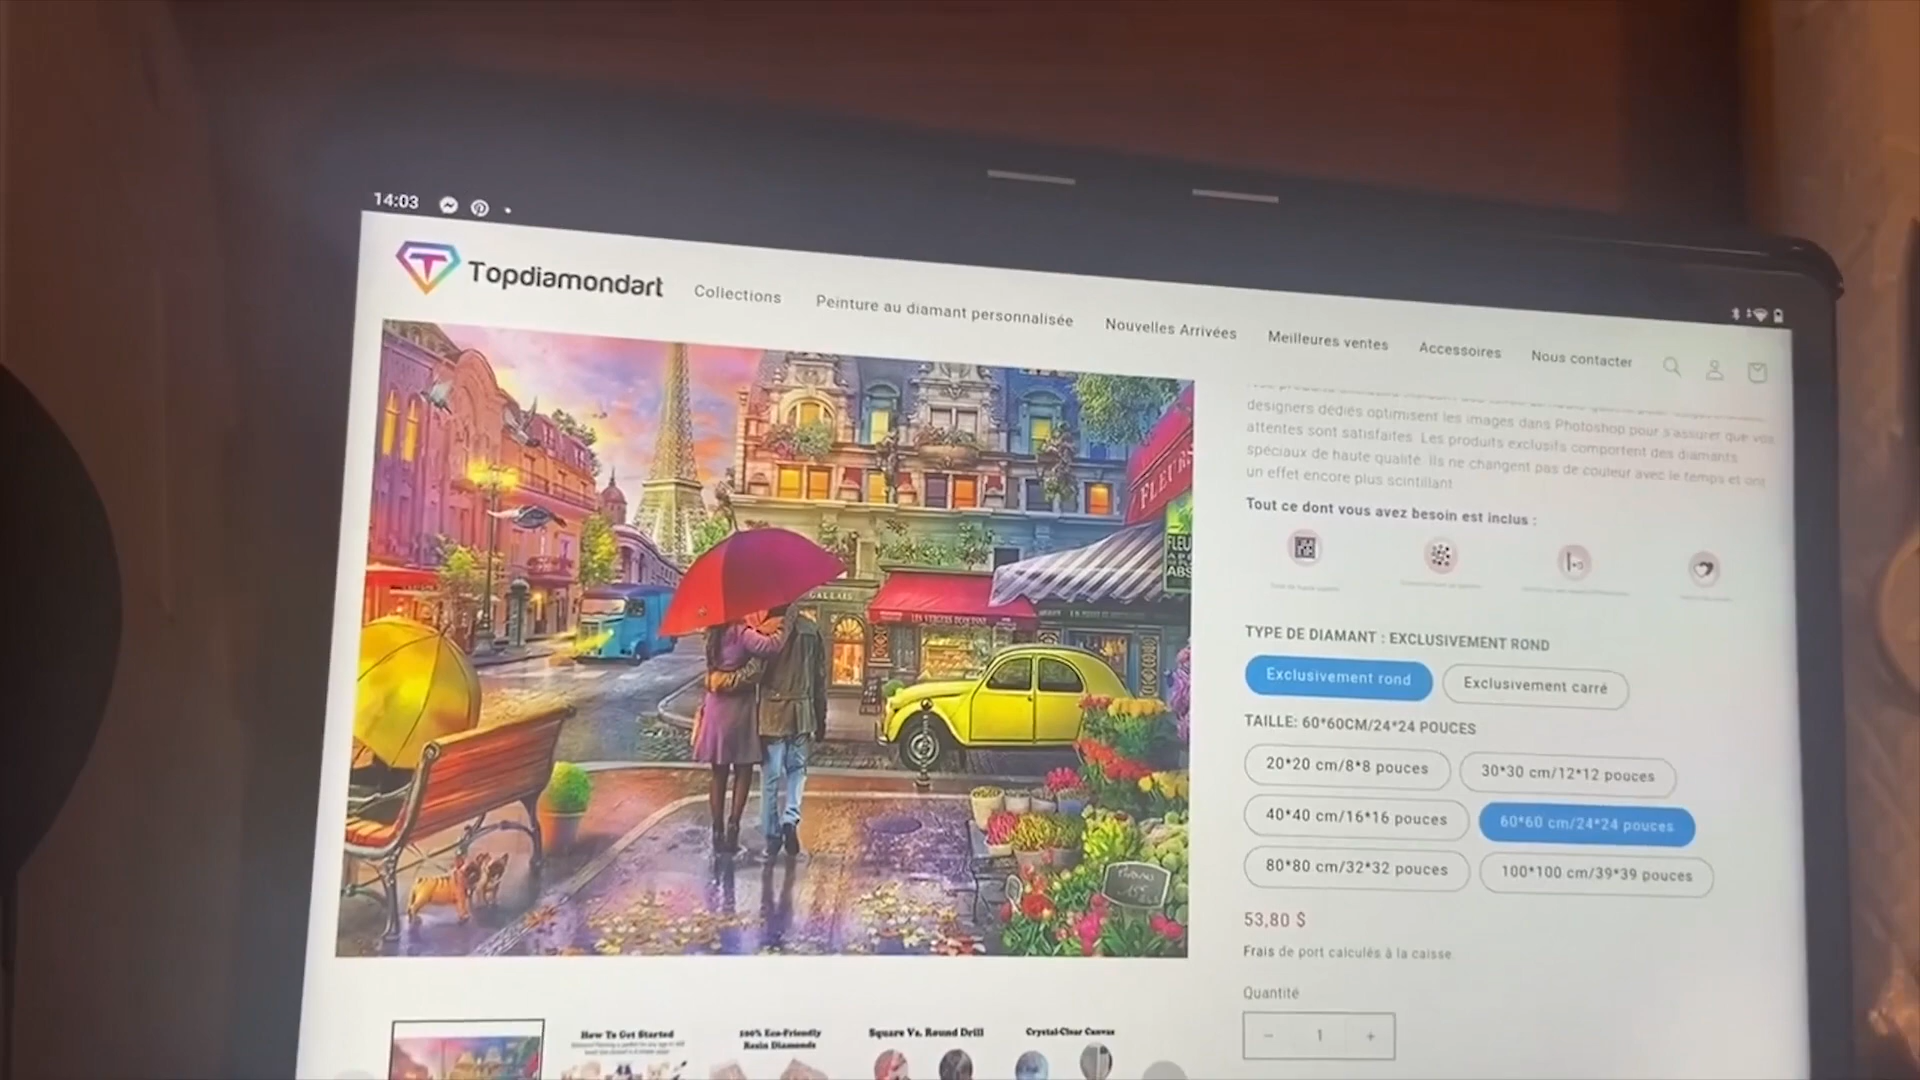 14:03
Topdiamondart
Collections
Peinture au diamant personnalisée
Nouvelles Arrivées
Meilleures ventes
Accessoires
Nous contacter
designers dédiés optimisent les images dans Photoshop pour s'assurer que vos
attentes sont satisfaites. Les produits exclusifs comportent des diamants
spéciaux de haute qualité. Ils ne changent pas de couleur avec le temps et ont
un effet encore plus scintillant
Tout ce dont vous avez besoin est inclus :
TYPE DE DIAMANT : EXCLUSIVEMENT ROND
Exclusivement rond
Exclusivement carré
TAILLE: 60*60CM/24*24 POUCES
20*20 cm/8*8 pouces
30*30 cm/12*12 pouces
40*40 cm/16*16 pouces
60*60 cm/24*24 pouces
80*80 cm/32*32 pouces
100*100 cm/39*39 pouces
53,80 $
Frais de port calculés à la caisse
Quantité
− 1 +
FLEURS
FLEU
ABS
How To Get Started
100% Eco-Friendly
Resin Diamonds
Square Vs. Round Drill
Crystal-Clear Canvas